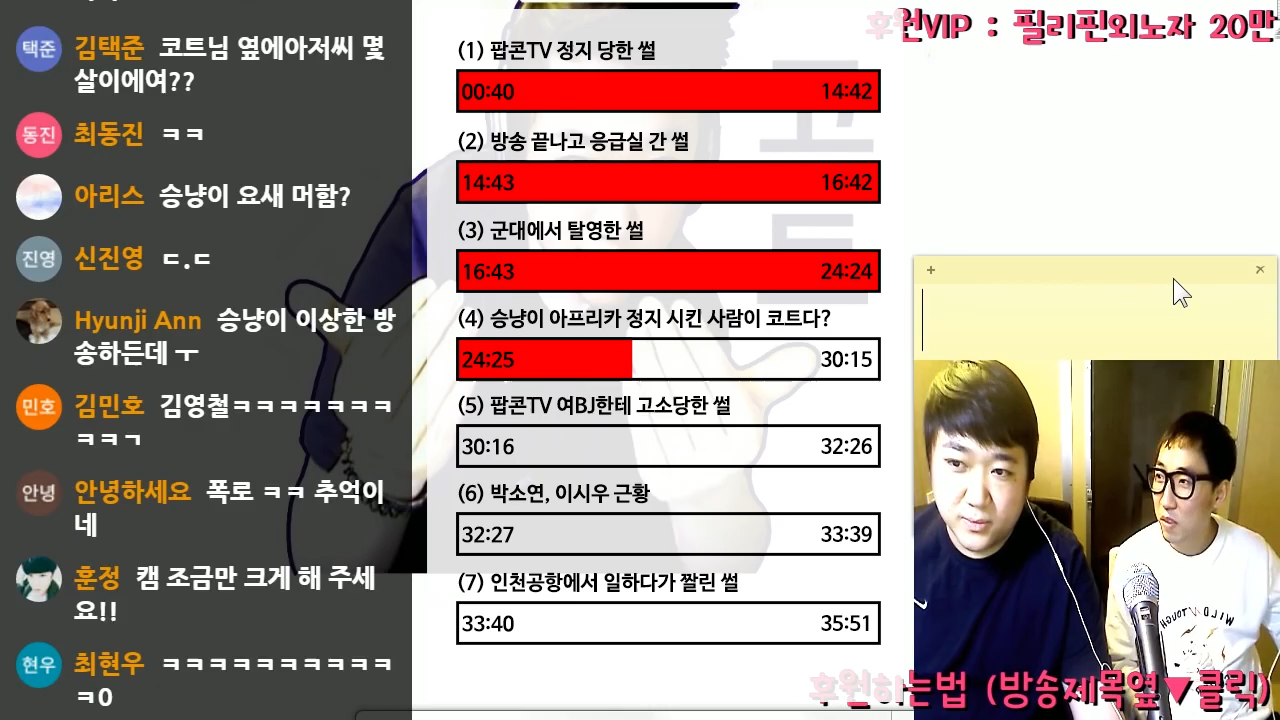 택준 김택준 코트님 옆에아저씨 몇
살이에여??
동진 최동진 ㅋㅋ
아리스 승냥이 요새 머함?
진영 신진영 ㄷ.ㄷ
Hyunji Ann 승냥이 이상한 방
송하든데 ㅜ
민호 김민호 김영철ㅋㅋㅋㅋㅋㅋㅋ
ㅋㅋㄱ
안녕 안녕하세요 폭로 ㅋㅋ 추억이
네
훈정 캠 조금만 크게 해 주세
요!!
현우 최현우 ㅋㅋㅋㅋㅋㅋㅋㅋㅋㅋ
ㅋ0
(1) 팝콘TV 정지 당한 썰
00:40 14:42
(2) 방송 끝나고 응급실 간 썰
14:43 16:42
(3) 군대에서 탈영한 썰
16:43 24:24
(4) 승냥이 아프리카 정지 시킨 사람이 코트다?
24:25 30:15
(5) 팝콘TV 여BJ한테 고소당한 썰
30:16 32:26
(6) 박소연, 이시우 근황
32:27 33:39
(7) 인천공항에서 일하다가 짤린 썰
33:40 35:51
코트
후원VIP : 필리핀외노자 20만
WILD TOUCH
후원하는법 (방송제목옆▼클릭)